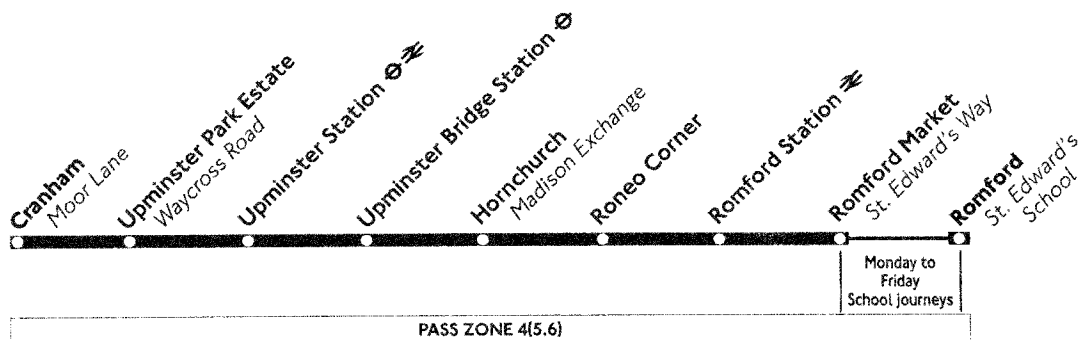 Cranham
Moor Lane
Upminster Park Estate
Waycross Road
Upminster Station
Upminster Bridge Station
Hornchurch
Madison Exchange
Roneo Corner
Romford Station
Romford Market
St. Edward's Way
Romford
St. Edward's
School
Monday to
Friday
School journeys
PASS ZONE 4(5.6)